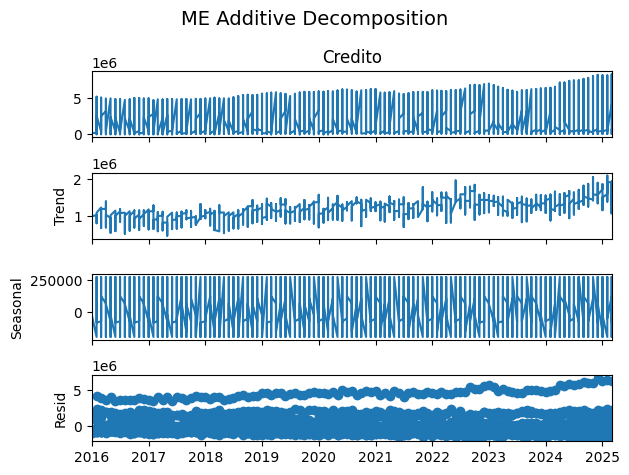 ME Additive Decomposition
Credito
1e6
5
0
1e6
Trend
2
1
Seasonal
250000
0
1e6
Resid
5
0
2016 2017 2018 2019 2020 2021 2022 2023 2024 2025